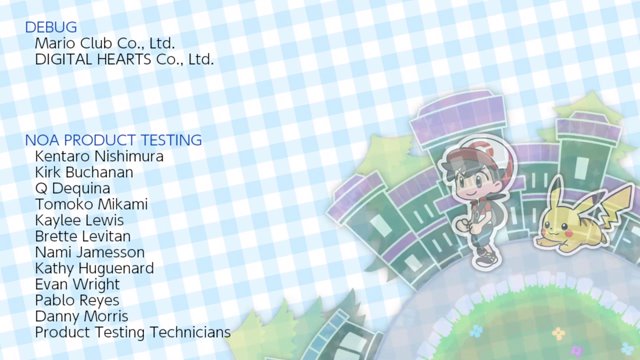 DEBUG
Mario Club Co., Ltd.
DIGITAL HEARTS Co., Ltd.
NOA PRODUCT TESTING
Kentaro Nishimura
Kirk Buchanan
Q Dequina
Tomoko Mikami
Kaylee Lewis
Brette Levitan
Nami Jamesson
Kathy Huguenard
Evan Wright
Pablo Reyes
Danny Morris
Product Testing Technicians